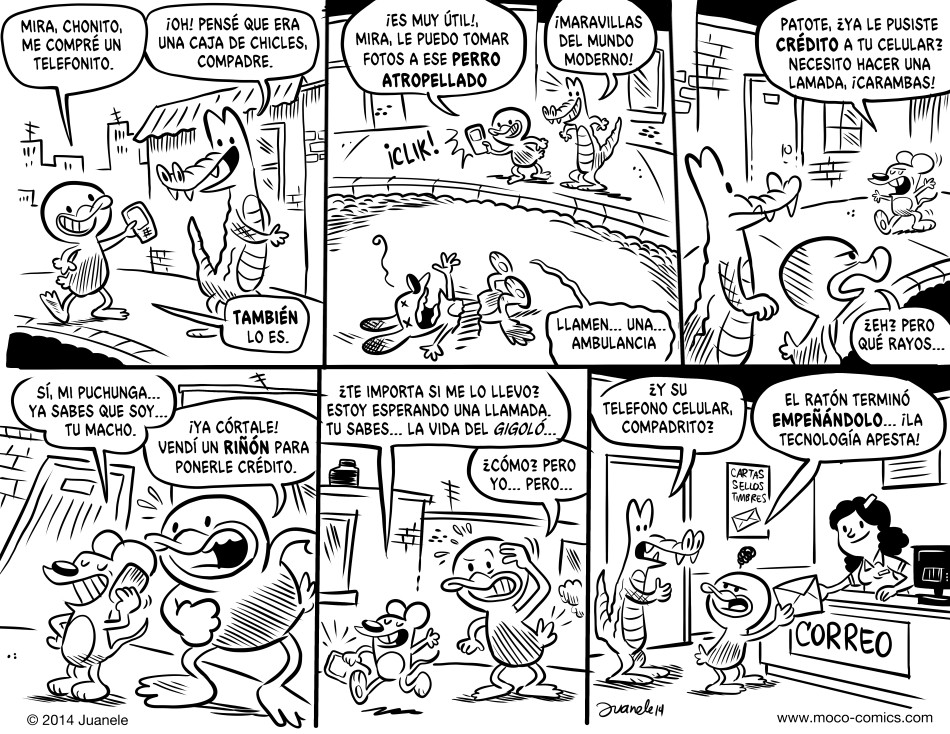 MIRA, CHONITO,
ME COMPRÉ UN
TELEFONITO.
¡OH! PENSÉ QUE ERA
UNA CAJA DE CHICLES,
COMPADRE.
TAMBIÉN
LO ES.
¡ES MUY ÚTIL!,
MIRA, LE PUEDO TOMAR
FOTOS A ESE PERRO
ATROPELLADO
¡MARAVILLAS
DEL MUNDO
MODERNO!
¡CLIK!
LLAMEN... UNA...
AMBULANCIA
PATOTE, ¿YA LE PUSISTE
CRÉDITO A TU CELULAR?
NECESITO HACER UNA
LAMADA, ¡CARAMBAS!
¿EH? PERO
QUÉ RAYOS...
SÍ, MI PUCHUNGA...
YA SABES QUE SOY...
TU MACHO.
¡YA CÓRTALE!
VENDÍ UN RIÑÓN PARA
PONERLE CRÉDITO.
¿TE IMPORTA SI ME LO LLEVO?
ESTOY ESPERANDO UNA LLAMADA.
TU SABES... LA VIDA DEL GIGOLÓ...
¿CÓMO? PERO
YO... PERO...
¿Y SU
TELEFONO CELULAR,
COMPADRITO?
EL RATÓN TERMINÓ
EMPEÑÁNDOLO... ¡LA
TECNOLOGÍA APESTA!
CARTAS
SELLOS
TIMBRES
CORREO
© 2014 Juanele
Juanele 14
www.moco-comics.com